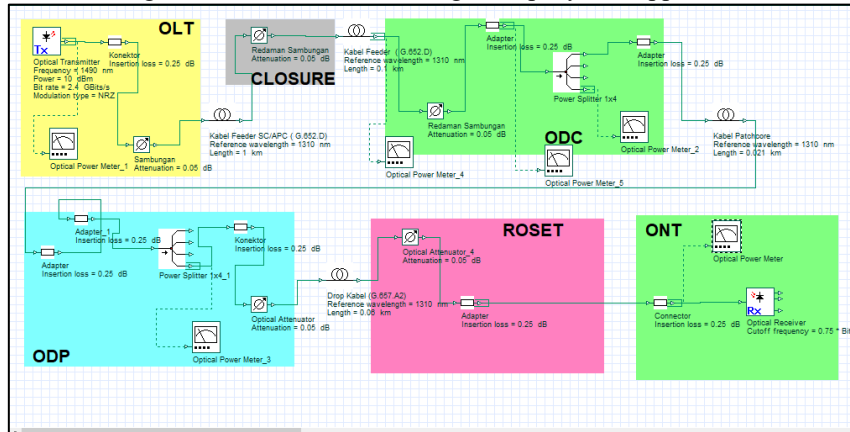 OLT
Tx
Optical Transmitter
Frequency = 1490 nm
Power = 10 dBm
Bit rate = 2.4 GBits/s
Modulation type = NRZ
Konektor
Insertion loss = 0.25 dB
Optical Power Meter_1
Sambungan
Attenuation = 0.05 dB
Kabel Feeder SC/APC ( G.652.D)
Reference wavelength = 1310 nm
Length = 1 km
Redaman Sambungan
Attenuation = 0.05 dB
CLOSURE
Kabel Feeder ( G.652.D)
Reference wavelength = 1310 nm
Length = 0.1 km
Optical Power Meter_4
Redaman Sambungan
Attenuation = 0.05 dB
Adapter
Insertion loss = 0.25 dB
Power Splitter 1x4
Adapter
Insertion loss = 0.25 dB
ODC
Optical Power Meter_5
Optical Power Meter_2
Kabel Patchcore
Reference wavelength = 1310 nm
Length = 0.021 km
Adapter_1
Insertion loss = 0.25 dB
Adapter
Insertion loss = 0.25 dB
Power Splitter 1x4_1
Konektor
Insertion loss = 0.25 dB
Optical Attenuator
Attenuation = 0.05 dB
Optical Power Meter_3
ODP
Drop Kabel (G.657.A2)
Reference wavelength = 1310 nm
Length = 0.05 km
ROSET
Optical Attenuator_4
Attenuation = 0.05 dB
Adapter
Insertion loss = 0.25 dB
ONT
Optical Power Meter
Connector
Insertion loss = 0.25 dB
Rx
Optical Receiver
Cutoff frequency = 0.75 * Bit